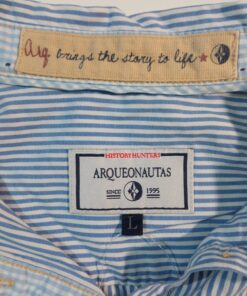 Arq brings the story to life
HISTORY HUNTERS
ARQUEONAUTAS
SINCE 1995
L